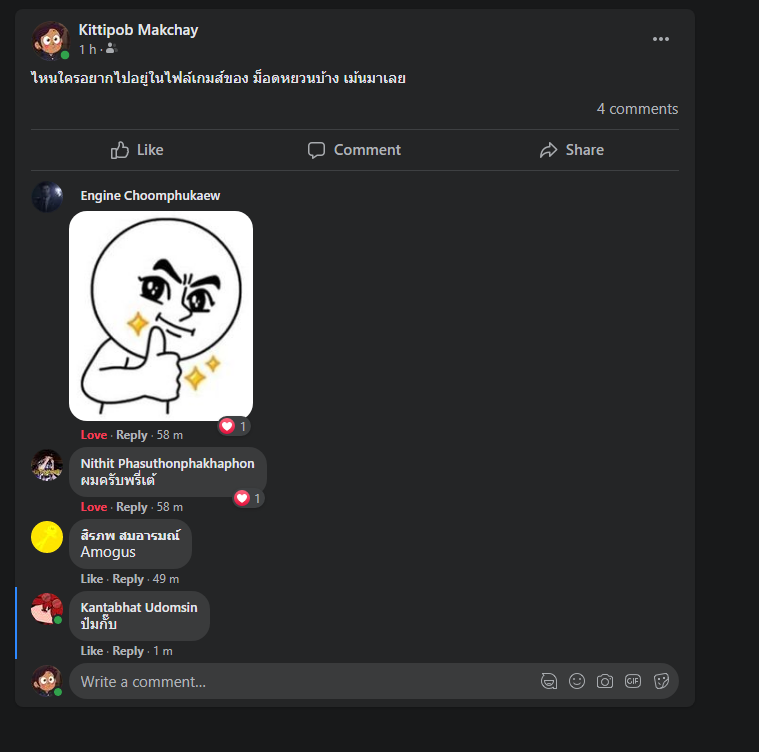 Kittipob Makchay
1 h ·
ไหนใครอยากไปอยู่ในไฟล์เกมส์ของ ม็อดหยวนบ้าง เม้นมาเลย
4 comments
Like Comment Share
Engine Choomphukaew
Love · Reply · 58 m
1
Nithit Phasuthonphakhaphon
ผมครับพรี่เต้
Love · Reply · 58 m
1
สิรภพ สมอารมณ์
Amogus
Like · Reply · 49 m
Kantabhat Udomsin
ป๋มกั๊บ
Like · Reply · 1 m
Write a comment...
GIF